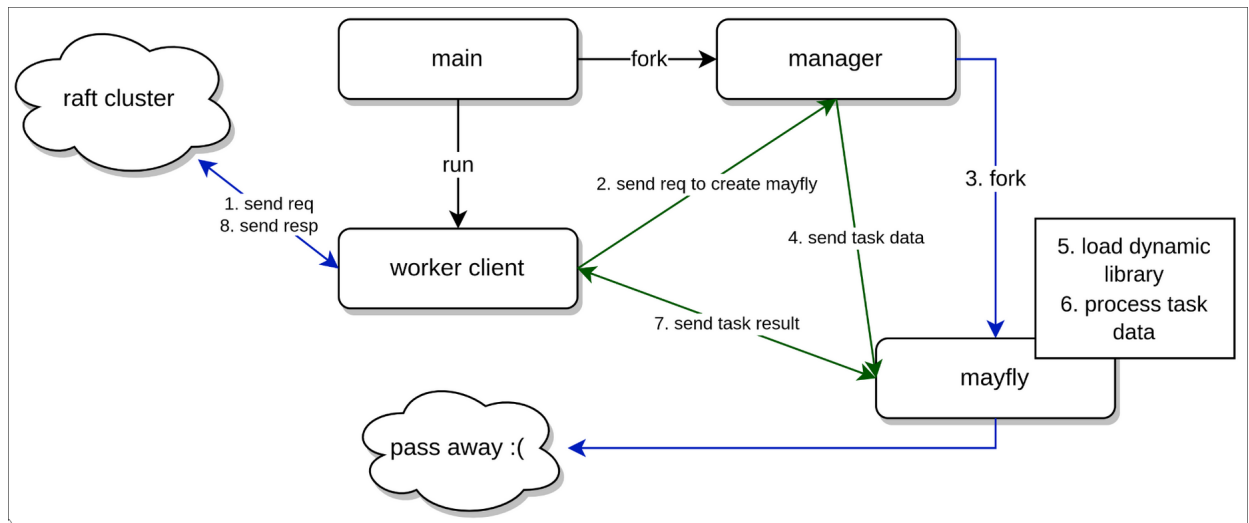 main
fork
manager
raft cluster
run
3. fork
1. send req
8. send resp
2. send req to create mayfly
4. send task data
worker client
5. load dynamic
library
6. process task
data
7. send task result
mayfly
pass away :(